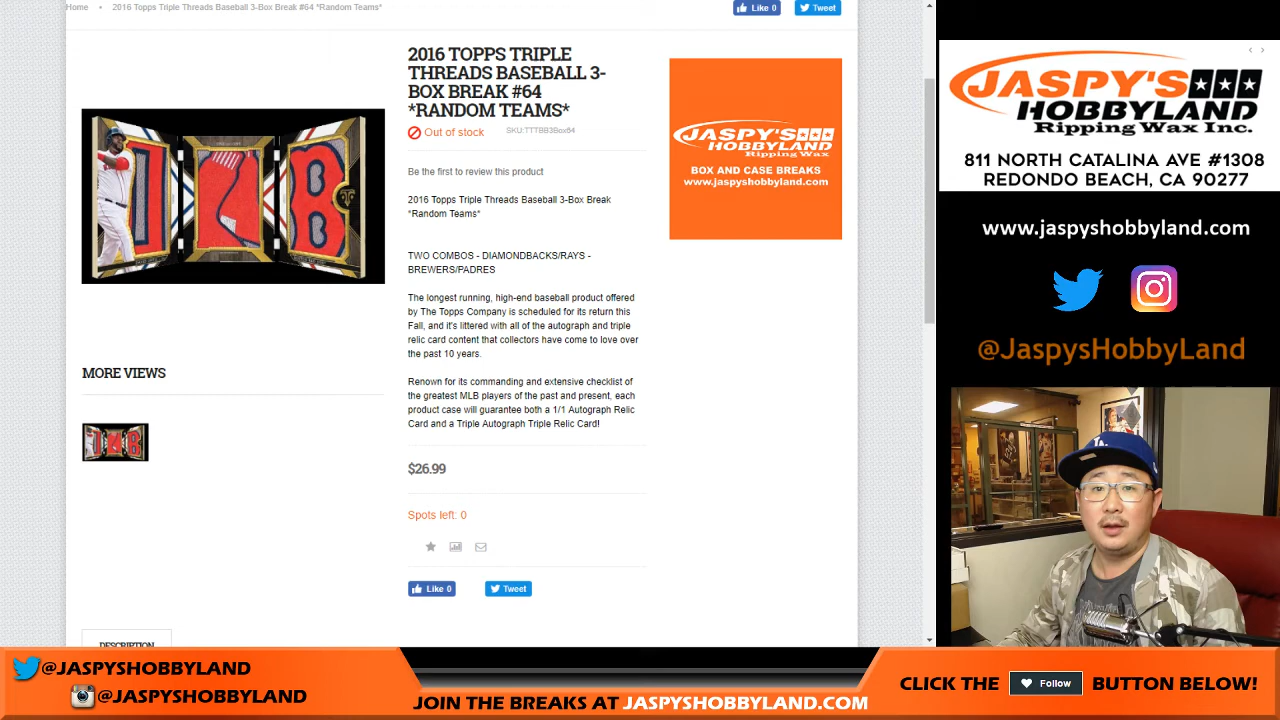 Home • 2016 Topps Triple Threads Baseball 3-Box Break #64 *Random Teams*
Like 0
Tweet
2016 TOPPS TRIPLE
THREADS BASEBALL 3-
BOX BREAK #64
*RANDOM TEAMS*
Out of stock
SKU:TTTBB3Box64
Be the first to review this product
2016 Topps Triple Threads Baseball 3-Box Break
*Random Teams*
TWO COMBOS - DIAMONDBACKS/RAYS -
BREWERS/PADRES
The longest running, high-end baseball product offered
by The Topps Company is scheduled for its return this
Fall, and it's littered with all of the autograph and triple
relic card content that collectors have come to love over
the past 10 years.
Renown for its commanding and extensive checklist of
the greatest MLB players of the past and present, each
product case will guarantee both a 1/1 Autograph Relic
Card and a Triple Autograph Triple Relic Card!
$26.99
Spots left: 0
Like 0
Tweet
MORE VIEWS
DESCRIPTION
JASPY'S
HOBBYLAND
Ripping Wax
BOX AND CASE BREAKS
www.jaspyshobbyland.com
JASPY'S
HOBBYLAND
Ripping Wax Inc.
811 NORTH CATALINA AVE #1308
REDONDO BEACH, CA 90277
www.jaspyshobbyland.com
@JaspysHobbyLand
@JASPYSHOBBYLAND
@JASPYSHOBBYLAND
JOIN THE BREAKS AT JASPYSHOBBYLAND.COM
CLICK THE Follow BUTTON BELOW!